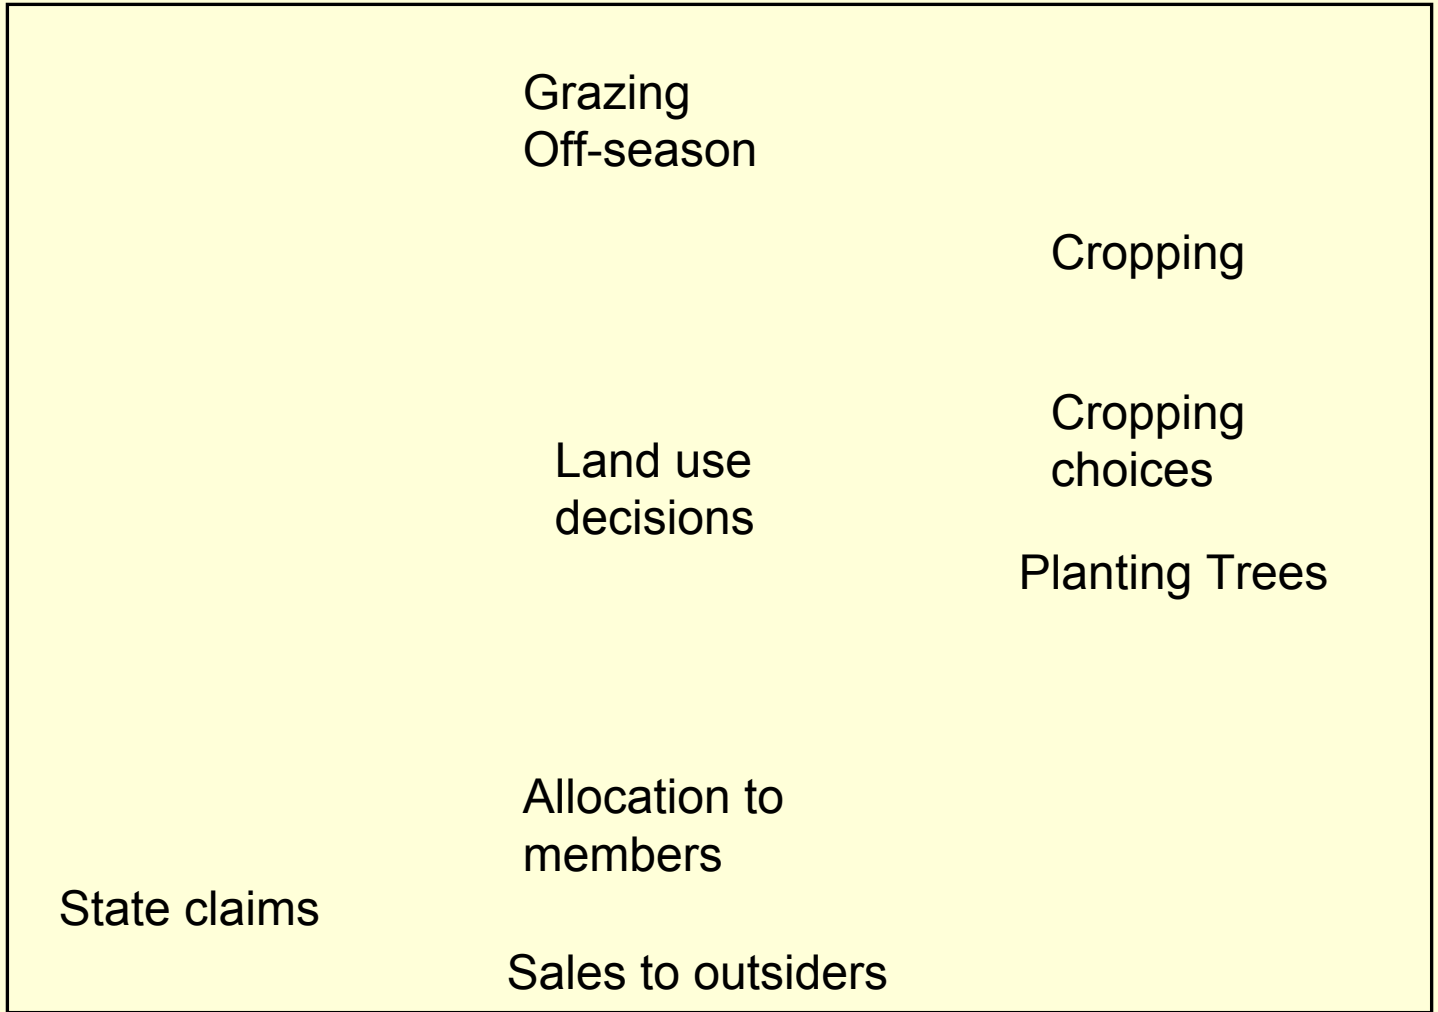 Grazing
Off-season
Cropping
Cropping
choices
Land use
decisions
Planting Trees
Allocation to
members
State claims
Sales to outsiders